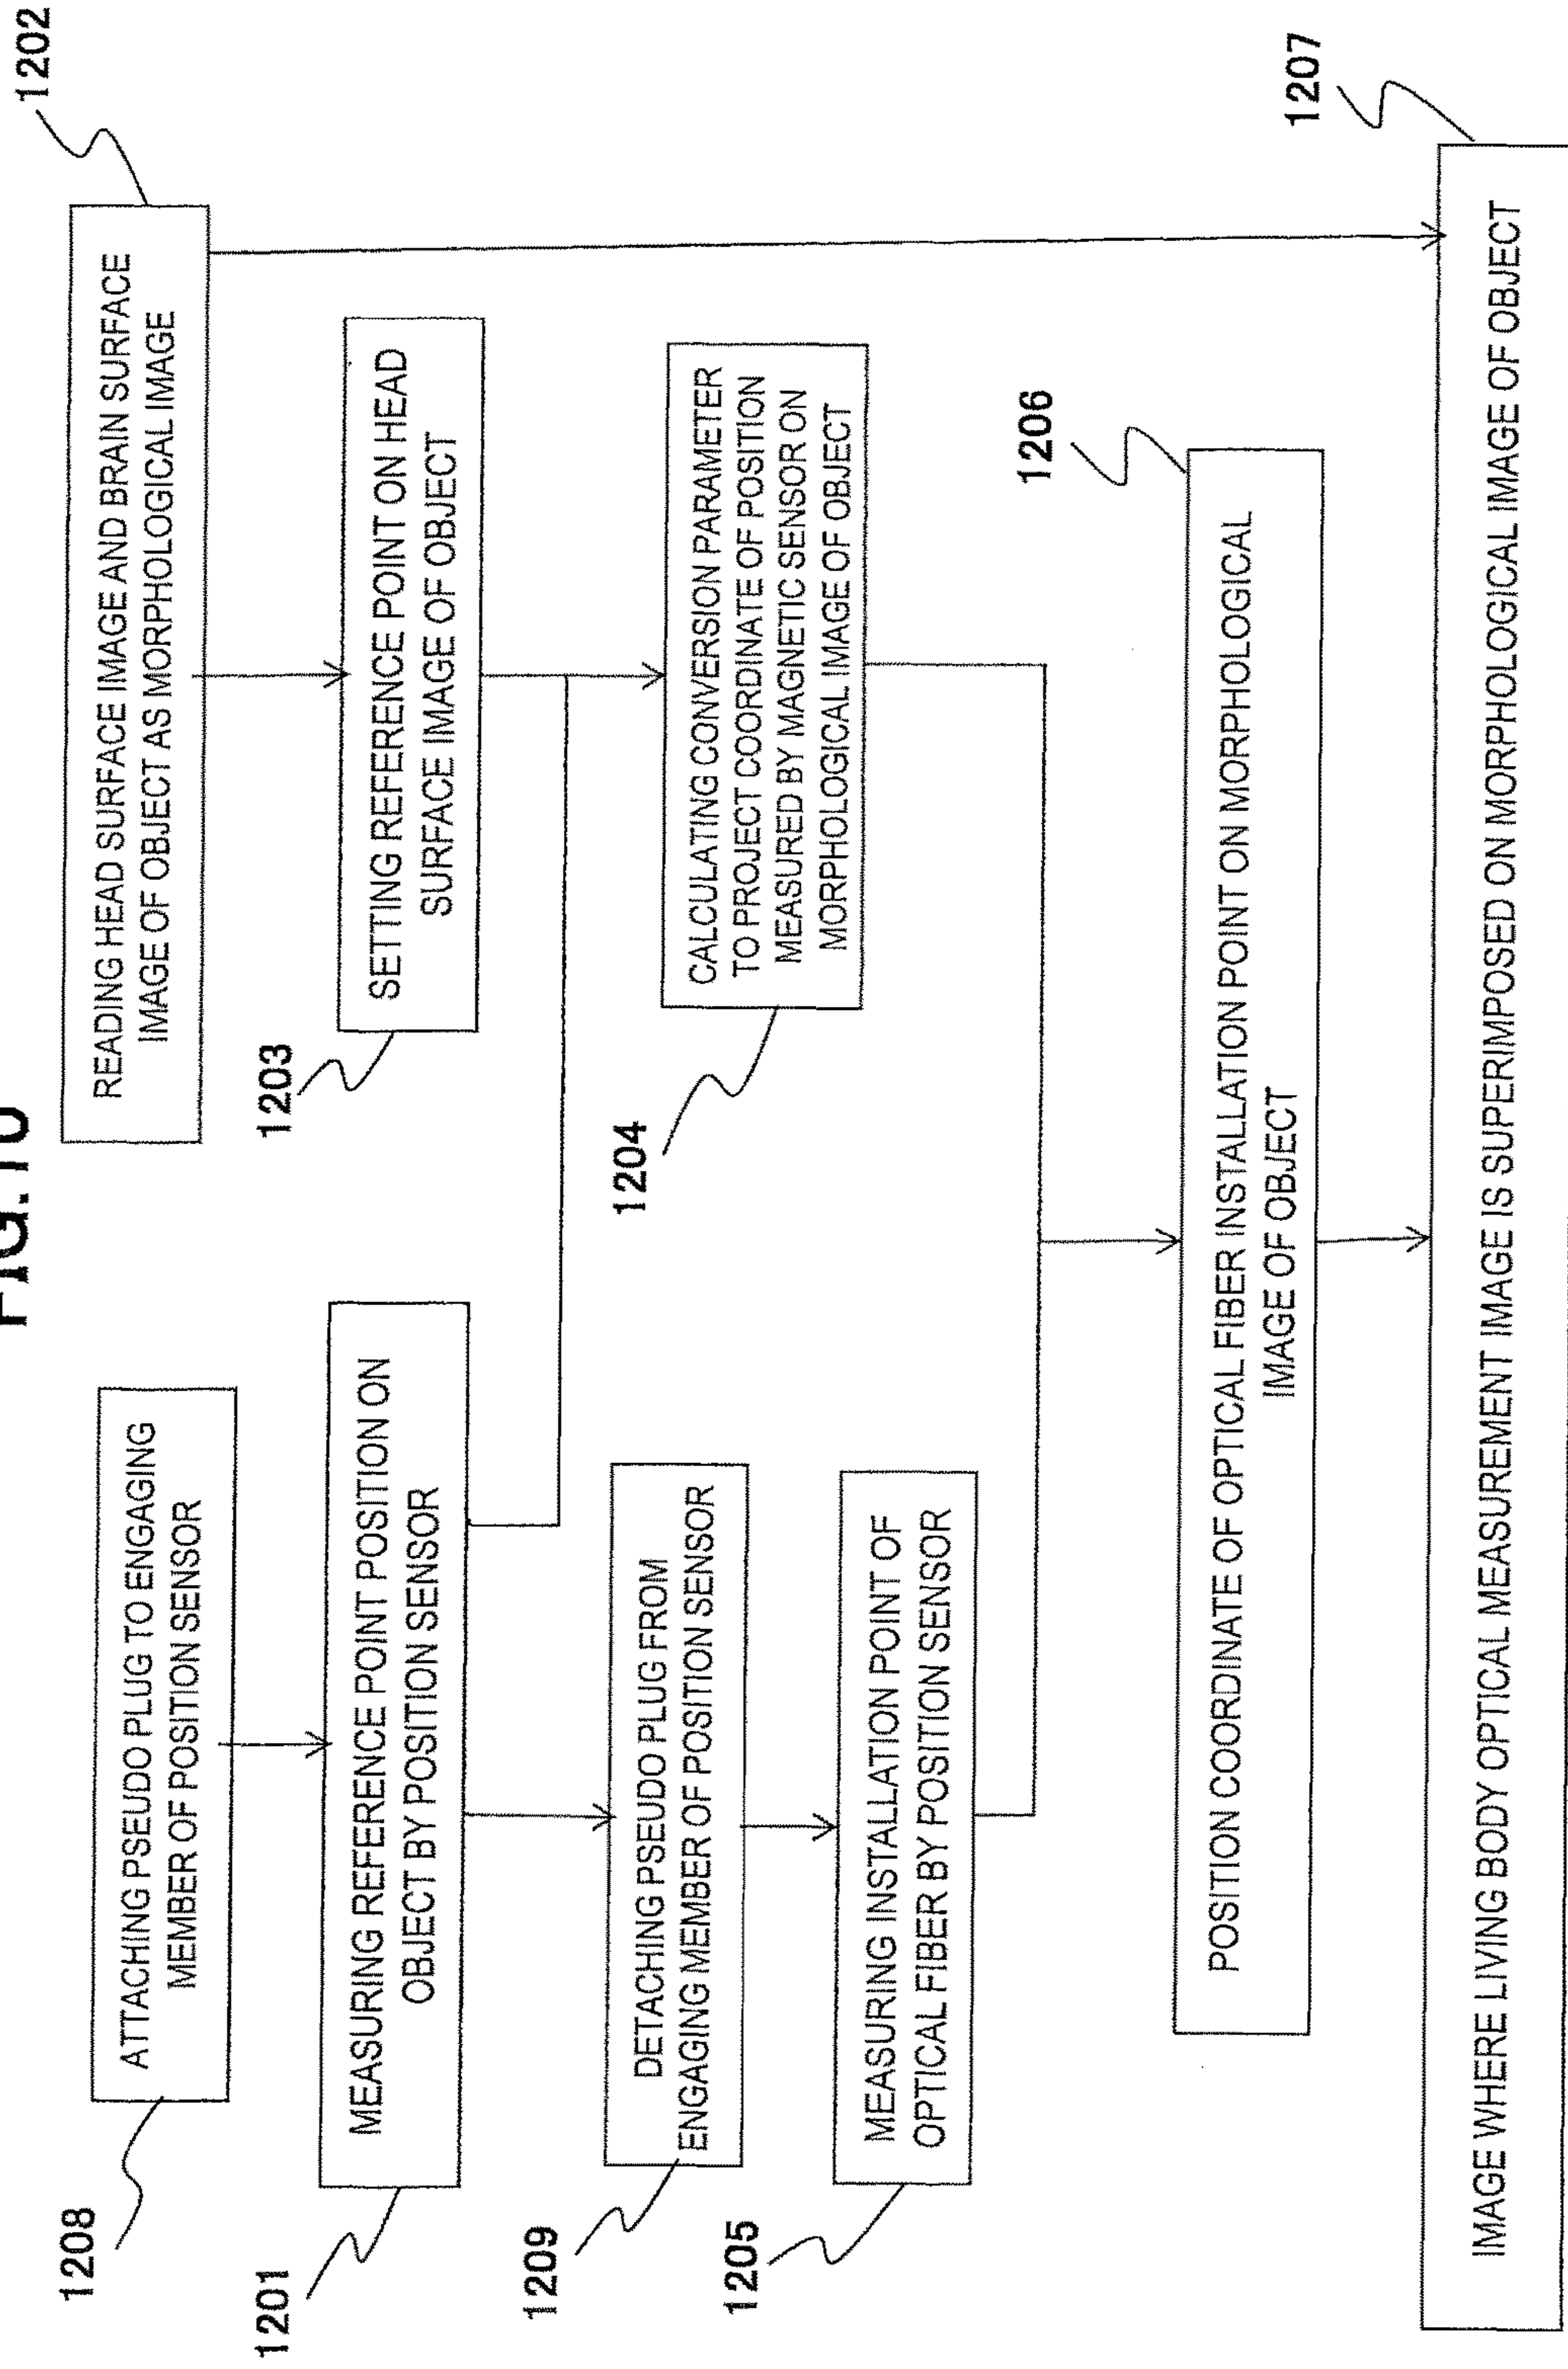 FIG.10
1208
ATTACHING PSEUDO PLUG TO ENGAGING
MEMBER OF POSITION SENSOR
1202
READING HEAD SURFACE IMAGE AND BRAIN SURFACE
IMAGE OF OBJECT AS MORPHOLOGICAL IMAGE
1201
MEASURING REFERENCE POINT POSITION ON
OBJECT BY POSITION SENSOR
1203
SETTING REFERENCE POINT ON HEAD
SURFACE IMAGE OF OBJECT
1209
DETACHING PSEUDO PLUG FROM
ENGAGING MEMBER OF POSITION SENSOR
1204
CALCULATING CONVERSION PARAMETER
TO PROJECT COORDINATE OF POSITION
MEASURED BY MAGNETIC SENSOR ON
MORPHOLOGICAL IMAGE OF OBJECT
1205
MEASURING INSTALLATION POINT OF
OPTICAL FIBER BY POSITION SENSOR
1206
POSITION COORDINATE OF OPTICAL FIBER INSTALLATION POINT ON MORPHOLOGICAL
IMAGE OF OBJECT
1207
IMAGE WHERE LIVING BODY OPTICAL MEASUREMENT IMAGE IS SUPERIMPOSED ON MORPHOLOGICAL IMAGE OF OBJECT